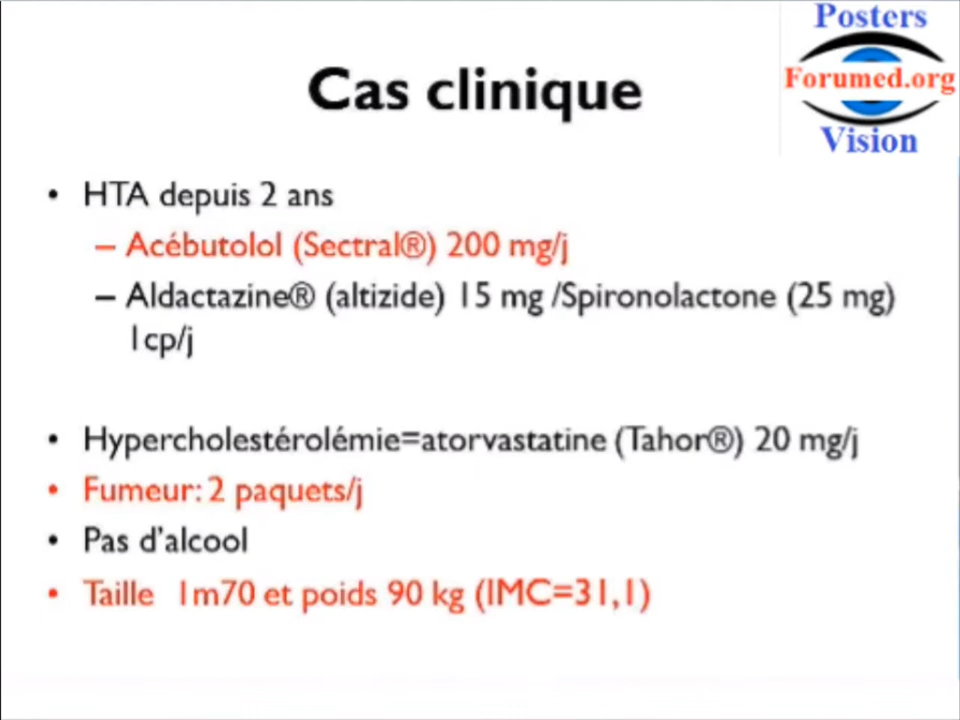 Posters
Forumed.org
Vision
Cas clinique
• HTA depuis 2 ans
– Acébutolol (Sectral®) 200 mg/j
– Aldactazine® (altizide) 15 mg /Spironolactone (25 mg)
1cp/j
• Hypercholestérolémie=atorvastatine (Tahor®) 20 mg/j
• Fumeur: 2 paquets/j
• Pas d'alcool
• Taille 1m70 et poids 90 kg (IMC=31,1)